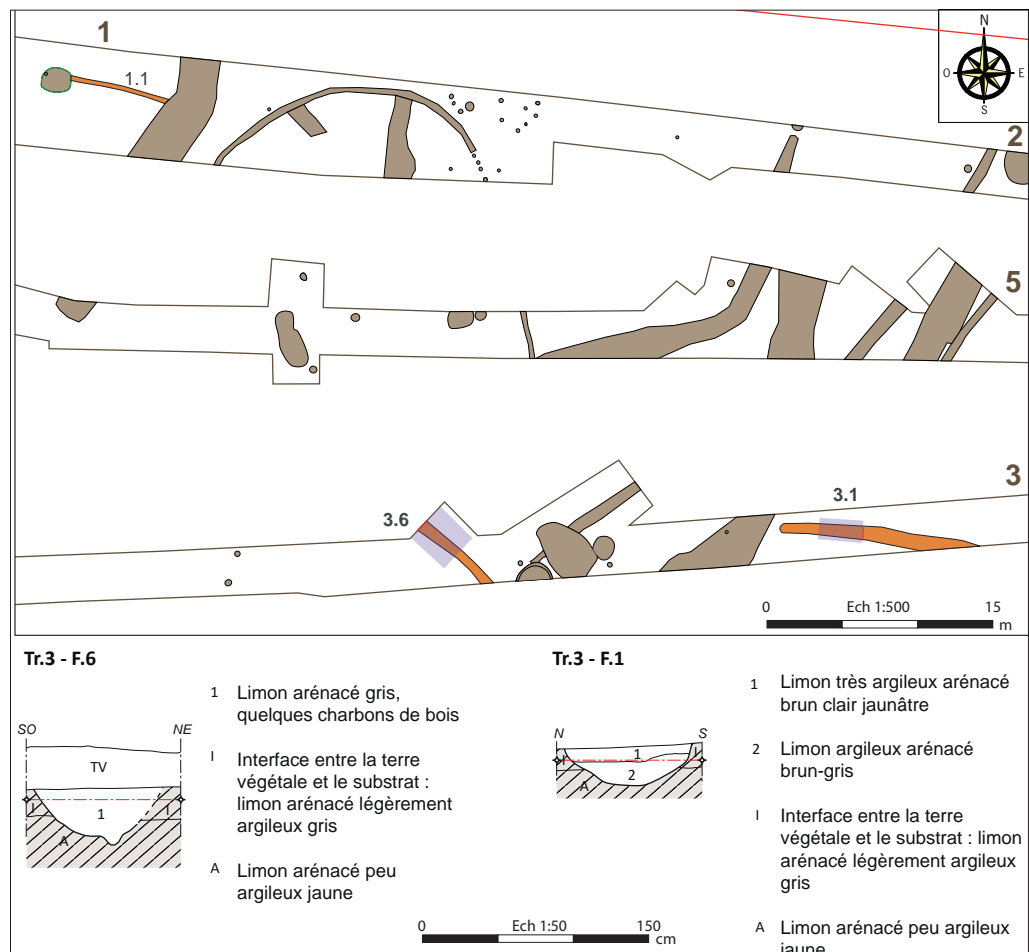 1
1.1
N
O
E
S
2
5
3
3.6
3.1
0
Ech 1:500
15
m
Tr.3 - F.6
SO
NE
TV
1
I
I
A
1 Limon arénacé gris,
quelques charbons de bois
I Interface entre la terre
végétale et le substrat :
limon arénacé légèrement
argileux gris
A Limon arénacé peu
argileux jaune
Tr.3 - F.1
N
S
1
I
I
2
A
1 Limon très argileux arénacé
brun clair jaunâtre
2 Limon argileux arénacé
brun-gris
I Interface entre la terre
végétale et le substrat : limon
arénacé légèrement argileux
gris
A Limon arénacé peu argileux
jaune
0
Ech 1:50
150
cm